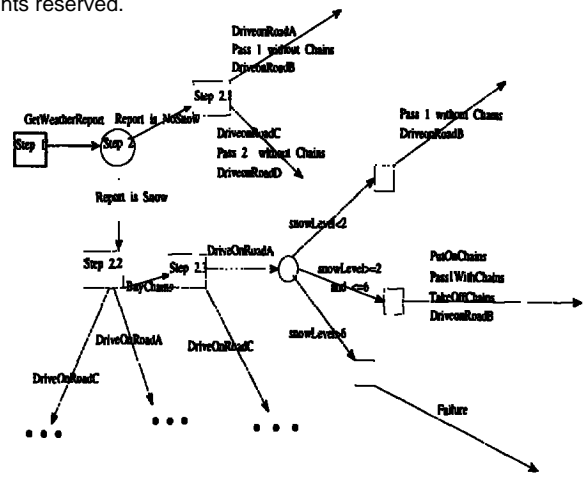 nts reserved.
DriveonRoadA
Pass 1 without Chains
DriveonRoadB
Step 2.1
GetWeatherReport
Report is NoSnow
Step 1
Step 2
DriveonRoadC
Pass 2 without Chains
DriveonRoadD
Pass 1 without Chains
DriveonRoadB
Report is Snow
snowLevel<2
Step 2.2
BuyChains
Step 2.3
DriveOnRoadA
snowLevel>=2
and <=6
PutOnChains
Pass1WithChains
TakeOffChains
DriveonRoadB
snowLevel>6
DriveOnRoadC
DriveOnRoadA
DriveOnRoadC
Failure